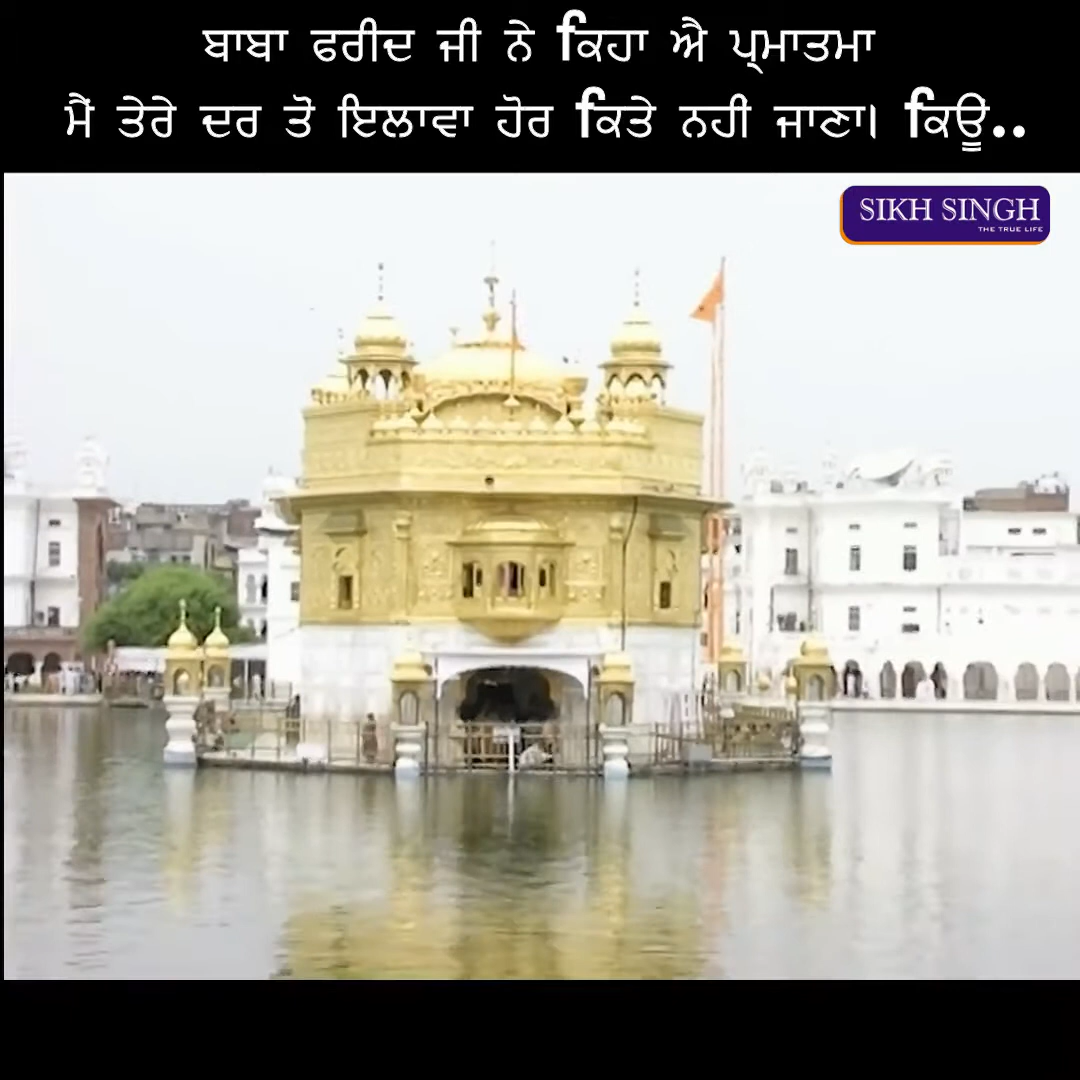 ਬਾਬਾ ਫਰੀਦ ਜੀ ਨੇ ਕਿਹਾ ਐ ਪ੍ਰਮਾਤਮਾ
ਮੈਂ ਤੇਰੇ ਦਰ ਤੋਂ ਇਲਾਵਾ ਹੋਰ ਕਿਤੇ ਨਹੀ ਜਾਣਾ। ਕਿਊ..
SIKH SINGH
THE TRUE LIFE